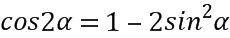 cos2α = 1 − 2sin²α